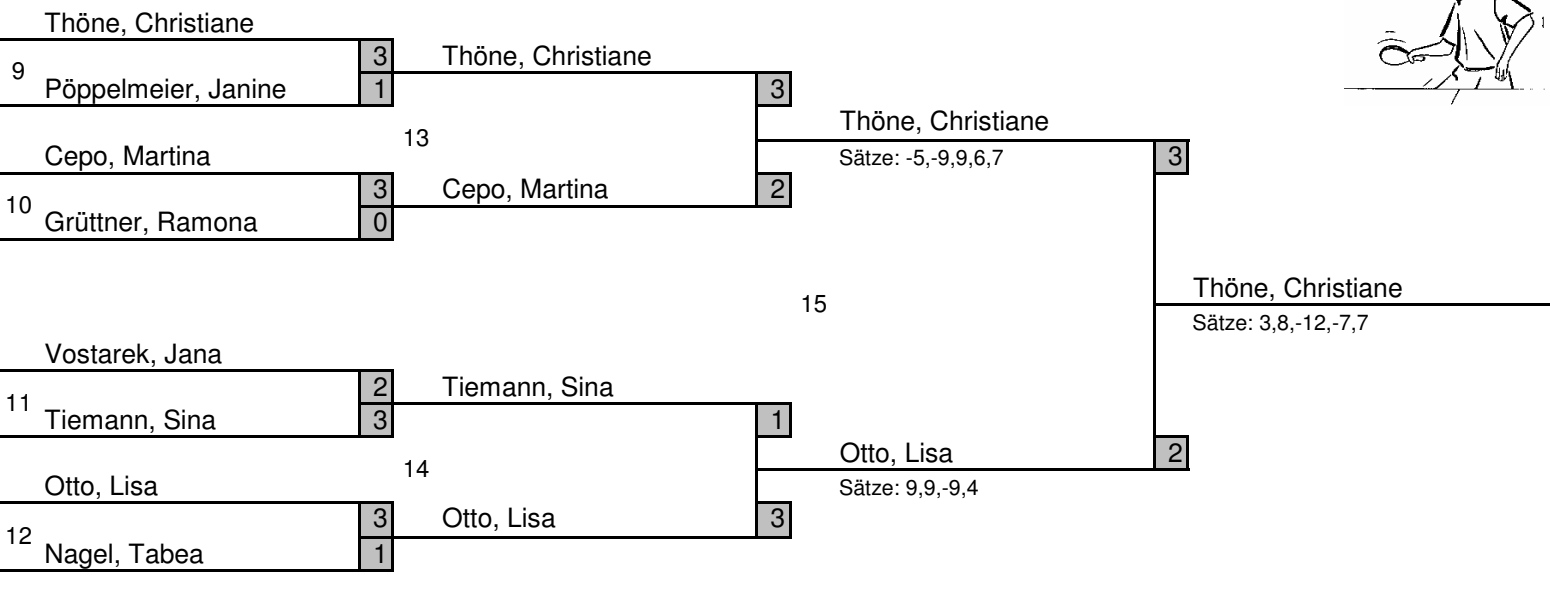 Thöne, Christiane
9
3
Pöppelmeier, Janine
1
Cepo, Martina
10
3
Grüttner, Ramona
0
Vostarek, Jana
11
2
Tiemann, Sina
3
Otto, Lisa
12
3
Nagel, Tabea
1
Thöne, Christiane
3
13
Cepo, Martina
2
Tiemann, Sina
1
14
Otto, Lisa
3
Thöne, Christiane
Sätze: -5,-9,9,6,7
3
15
Otto, Lisa
2
Sätze: 9,9,-9,4
Thöne, Christiane
Sätze: 3,8,-12,-7,7